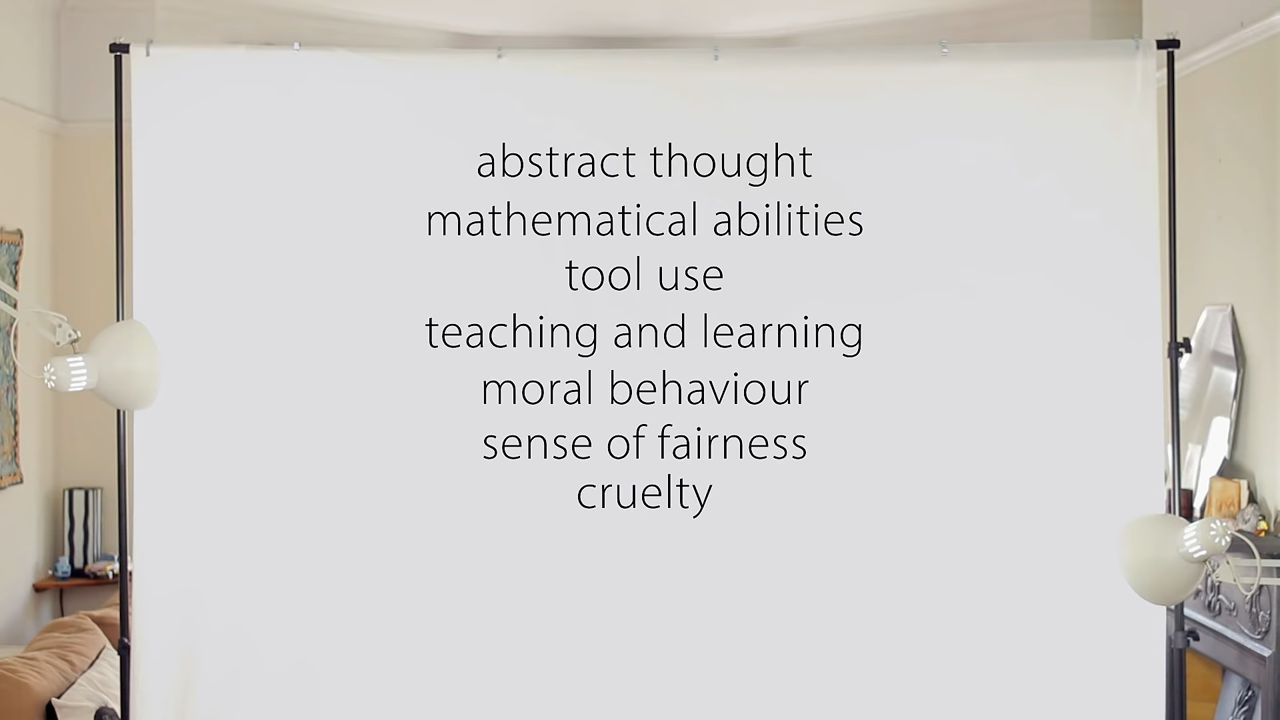 abstract thought
mathematical abilities
tool use
teaching and learning
moral behaviour
sense of fairness
cruelty